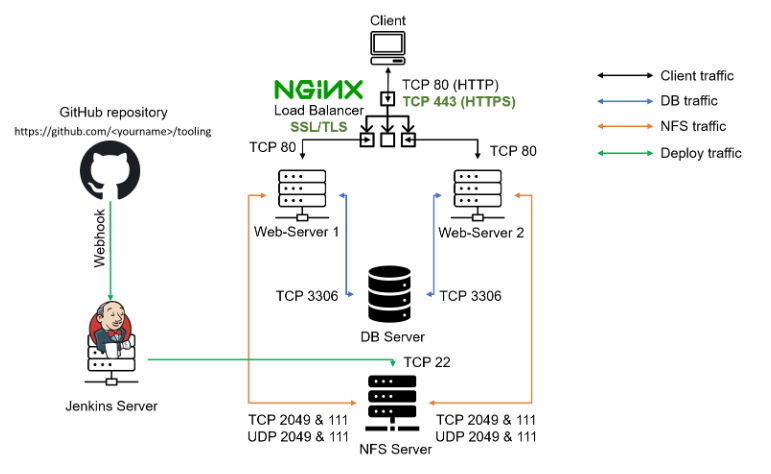 Client
NGINX
Load Balancer
SSL/TLS
TCP 80 (HTTP)
TCP 443 (HTTPS)
Client traffic
DB traffic
NFS traffic
Deploy traffic
GitHub repository
https://github.com/<yourname>/tooling
TCP 80
TCP 80
Webhook
Web-Server 1
Web-Server 2
TCP 3306
TCP 3306
DB Server
TCP 22
Jenkins Server
TCP 2049 & 111
UDP 2049 & 111
NFS Server
TCP 2049 & 111
UDP 2049 & 111